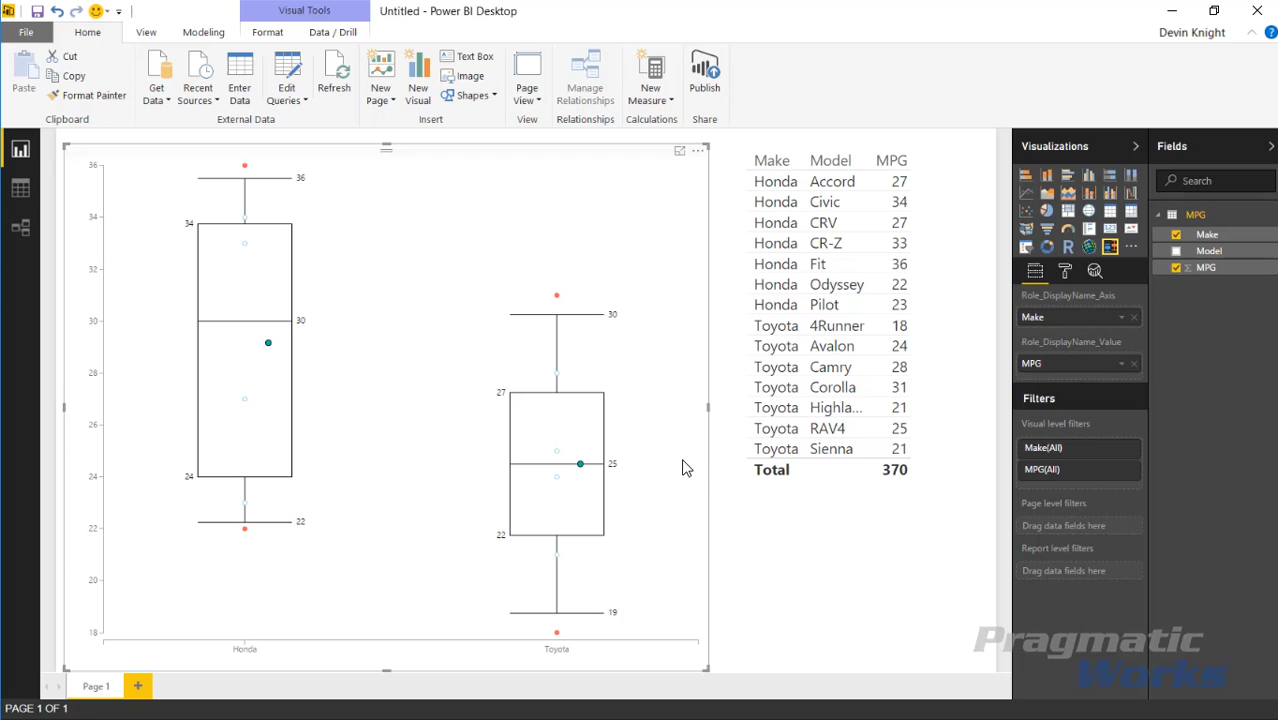 Visual Tools
Untitled - Power BI Desktop
File
Home
View
Modeling
Format
Data / Drill
Devin Knight
Paste
Cut
Copy
Format Painter
Clipboard
Get Data
Recent Sources
Enter Data
Edit Queries
Refresh
External Data
New Page
New Visual
Text Box
Image
Shapes
Insert
Page View
View
Manage Relationships
Relationships
New Measure
Calculations
Publish
Share
36
34
32
30
28
26
24
22
20
18
36
34
30
24
22
30
27
25
22
19
Honda
Toyota
Make Model MPG
Honda Accord 27
Honda Civic 34
Honda CRV 27
Honda CR-Z 33
Honda Fit 36
Honda Odyssey 22
Honda Pilot 23
Toyota 4Runner 18
Toyota Avalon 24
Toyota Camry 28
Toyota Corolla 31
Toyota Highla... 21
Toyota RAV4 25
Toyota Sienna 21
Total 370
Visualizations
R
Role_DisplayName_Axis
Make
Role_DisplayName_Value
MPG
Filters
Visual level filters
Make(All)
MPG(All)
Page level filters
Drag data fields here
Report level filters
Drag data fields here
Fields
Search
MPG
Make
Model
Σ MPG
Pragmatic
Works
Page 1
PAGE 1 OF 1